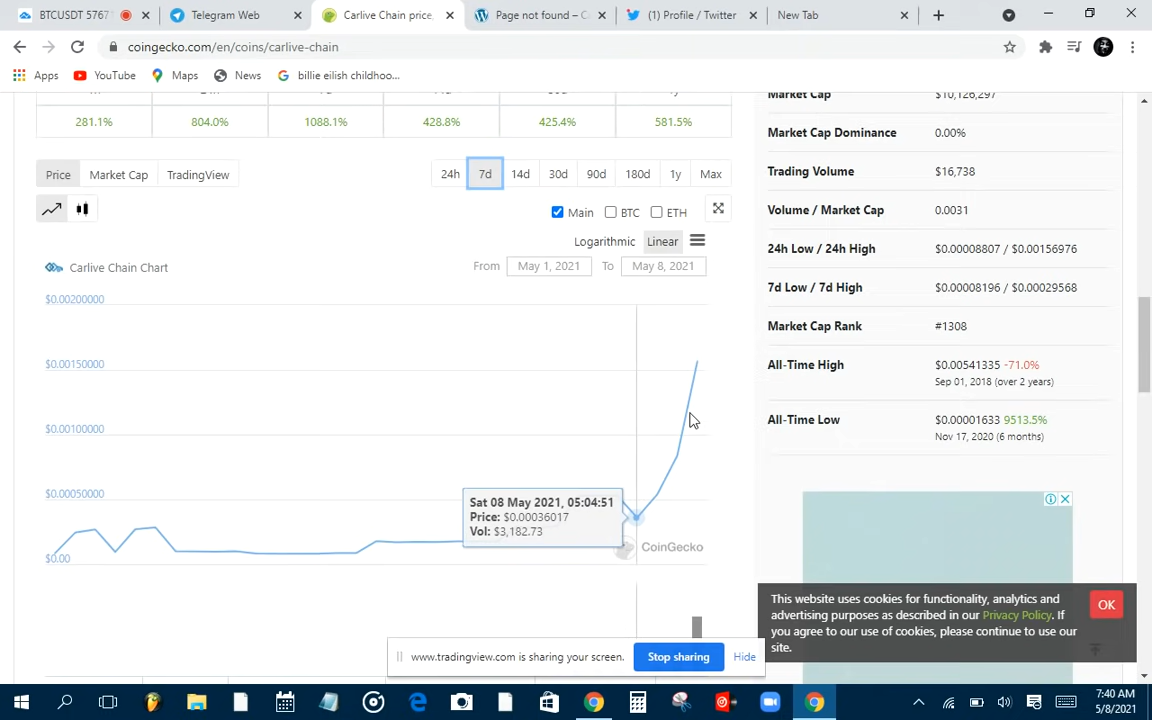 BTCUSDT 5767
Telegram Web
Carlive Chain price,
Page not found – C
(1) Profile / Twitter
New Tab
coingecko.com/en/coins/carlive-chain
Apps
YouTube
Maps
News
billie eilish childhoo...
Market Cap
$10,126,297
281.1%
804.0%
1088.1%
428.8%
425.4%
581.5%
Market Cap Dominance
0.00%
Price
Market Cap
TradingView
24h
7d
14d
30d
90d
180d
1y
Max
Trading Volume
$16,738
Main
BTC
ETH
Volume / Market Cap
0.0031
Logarithmic
Linear
24h Low / 24h High
$0.00008807 / $0.00156976
Carlive Chain Chart
From
May 1, 2021
To
May 8, 2021
7d Low / 7d High
$0.00008196 / $0.00029568
$0.00200000
Market Cap Rank
#1308
$0.00150000
All-Time High
$0.00541335 -71.0%
Sep 01, 2018 (over 2 years)
$0.00100000
All-Time Low
$0.00001633 9513.5%
Nov 17, 2020 (6 months)
$0.00050000
Sat 08 May 2021, 05:04:51
Price: $0.00036017
Vol: $3,182.73
CoinGecko
$0.00
This website uses cookies for functionality, analytics and
advertising purposes as described in our Privacy Policy. If
you agree to our use of cookies, please continue to use our
site.
OK
www.tradingview.com is sharing your screen.
Stop sharing
Hide
7:40 AM
5/8/2021